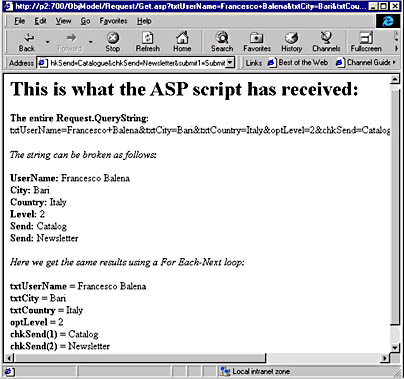 http://p2:700/ObjModel/Request/Get.asp?txtUserName=Francesco+Balena&txtCity=Bari&txtCou...
File Edit View Go Favorites Help
Back Forward Stop Refresh Home Search Favorites History Channels Fullscreen
Address hkSend=Catalogue&chkSend=Newsletter&submit1=Submit Links Best of the Web Channel Guide
This is what the ASP script has received:
The entire Request.QueryString:
txtUserName=Francesco+Balena&txtCity=Bari&txtCountry=Italy&optLevel=2&chkSend=Catalog
The string can be broken as follows:
UserName: Francesco Balena
City: Bari
Country: Italy
Level: 2
Send: Catalog
Send: Newsletter
Here we get the same results using a For Each-Next loop:
txtUserName = Francesco Balena
txtCity = Bari
txtCountry = Italy
optLevel = 2
chkSend(1) = Catalog
chkSend(2) = Newsletter
Local intranet zone